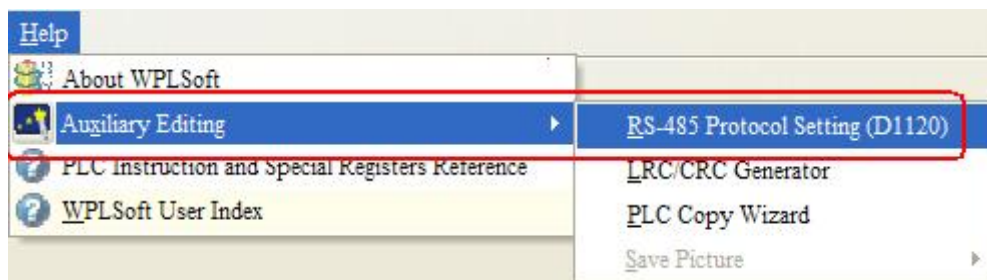 Help
About WPLSoft
Auxiliary Editing
RS-485 Protocol Setting (D1120)
PLC Instruction and Special Registers Reference
LRC/CRC Generator
WPLSoft User Index
PLC Copy Wizard
Save Picture